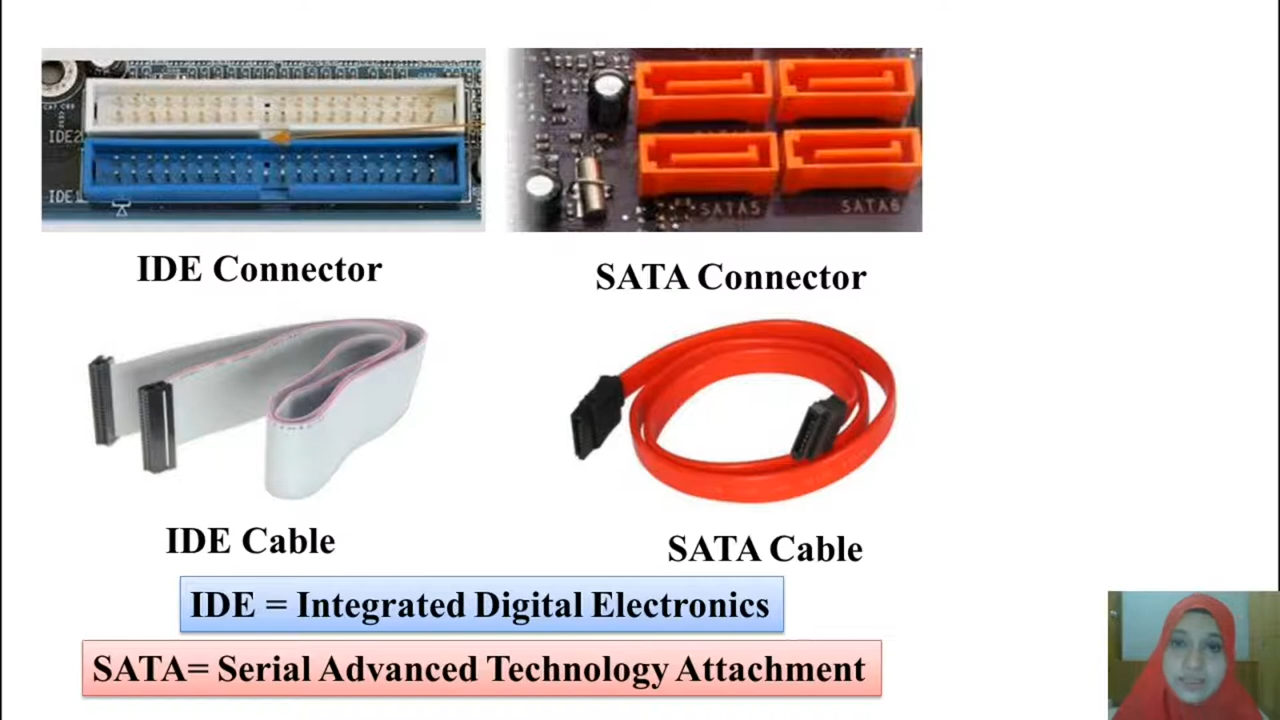 IDE2
IDE1
SATA5
SATA6
IDE Connector
SATA Connector
IDE Cable
SATA Cable
IDE = Integrated Digital Electronics
SATA= Serial Advanced Technology Attachment